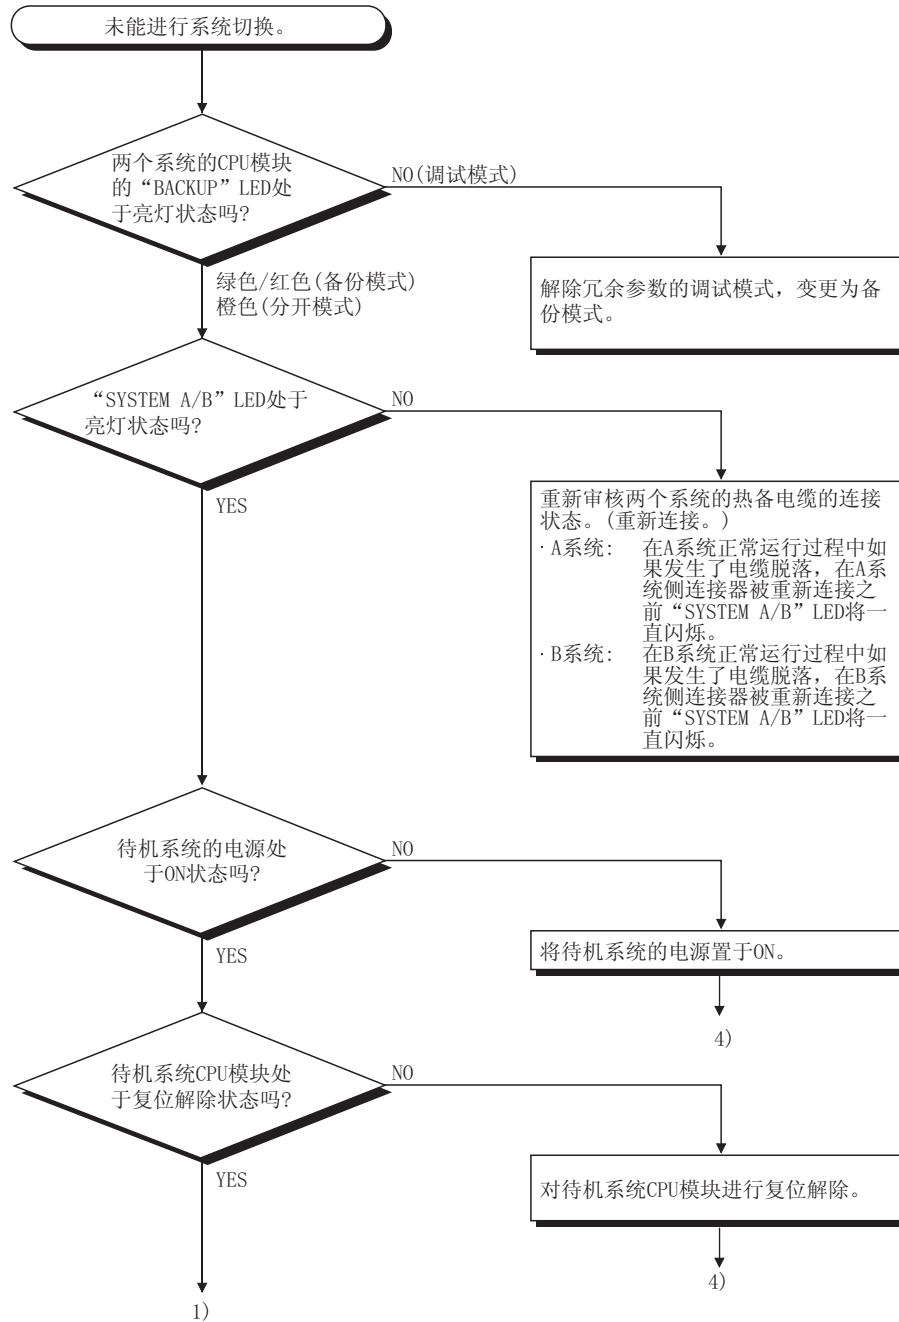 未能进行系统切换。
两个系统的CPU模块
的“BACKUP”LED处
于亮灯状态吗?
NO(调试模式)
绿色/红色(备份模式)
橙色(分开模式)
解除冗余参数的调试模式，变更为备
份模式。
“SYSTEM A/B”LED处于
亮灯状态吗?
NO
YES
重新审核两个系统的热备电缆的连接
状态。(重新连接。)
·A系统: 在A系统正常运行过程中如
果发生了电缆脱落，在A系
统侧连接器被重新连接之
前“SYSTEM A/B”LED将一
直闪烁。
·B系统: 在B系统正常运行过程中如
果发生了电缆脱落，在B系
统侧连接器被重新连接之
前“SYSTEM A/B”LED将一
直闪烁。
待机系统的电源处
于ON状态吗?
NO
YES
将待机系统的电源置于ON。
4)
待机系统CPU模块处
于复位解除状态吗?
NO
YES
对待机系统CPU模块进行复位解除。
4)
1)